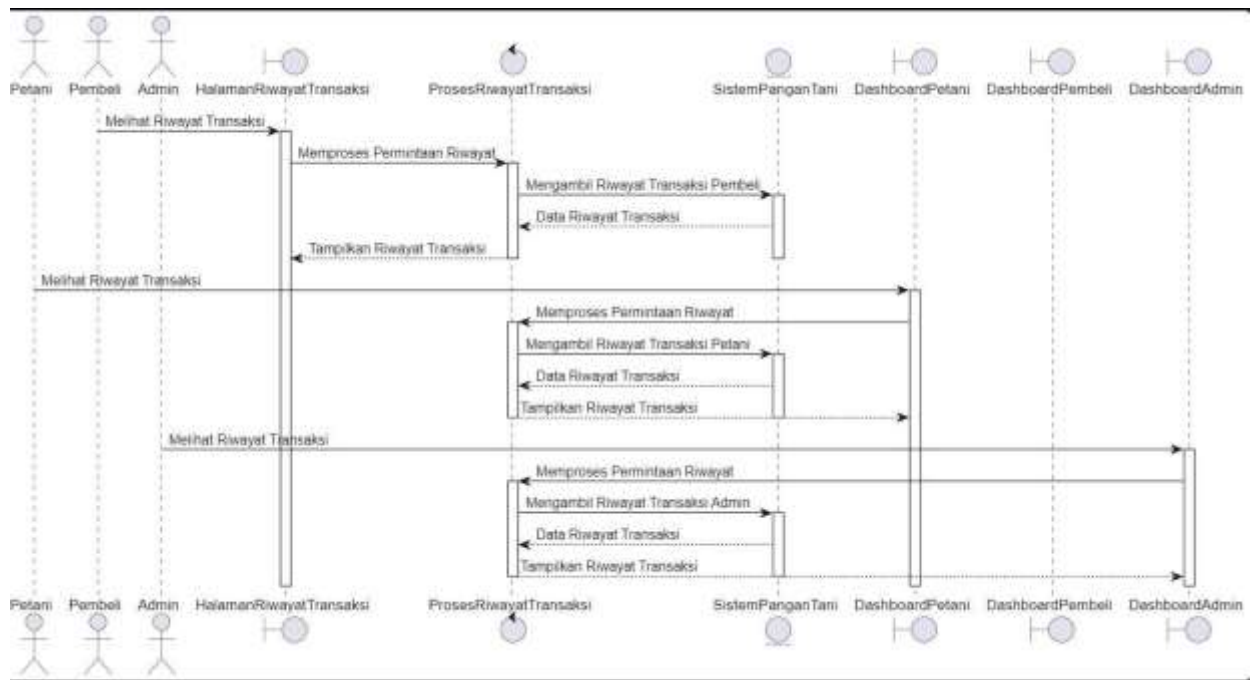 Petani Pembeli Admin HalamanRiwayatTransaksi ProsesRiwayatTransaksi SistemPanganTani DashboardPetani DashboardPembeli DashboardAdmin
Melihat Riwayat Transaksi
Memproses Permintaan Riwayat
Mengambil Riwayat Transaksi Pembeli
Data Riwayat Transaksi
Tampilkan Riwayat Transaksi
Melihat Riwayat Transaksi
Memproses Permintaan Riwayat
Mengambil Riwayat Transaksi Petani
Data Riwayat Transaksi
Tampilkan Riwayat Transaksi
Melihat Riwayat Transaksi
Memproses Permintaan Riwayat
Mengambil Riwayat Transaksi Admin
Data Riwayat Transaksi
Tampilkan Riwayat Transaksi
Petani Pembeli Admin HalamanRiwayatTransaksi ProsesRiwayatTransaksi SistemPanganTani DashboardPetani DashboardPembeli DashboardAdmin